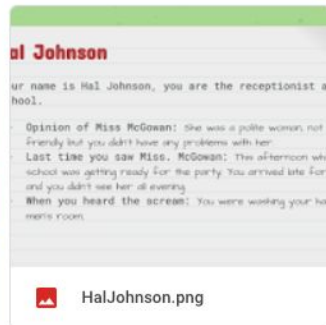 al Johnson
ur name is Hal Johnson, you are the receptionist a
hool.
Opinion of Miss McGowan: She was a polite woman, not
friendly but you didn't have any problems with her.
Last time you saw Miss. McGowan: This afternoon wh
school was getting ready for the party. You arrived late for
and you didn't see her all evening.
When you heard the scream: You were washing your ha
men's room.
HalJohnson.png